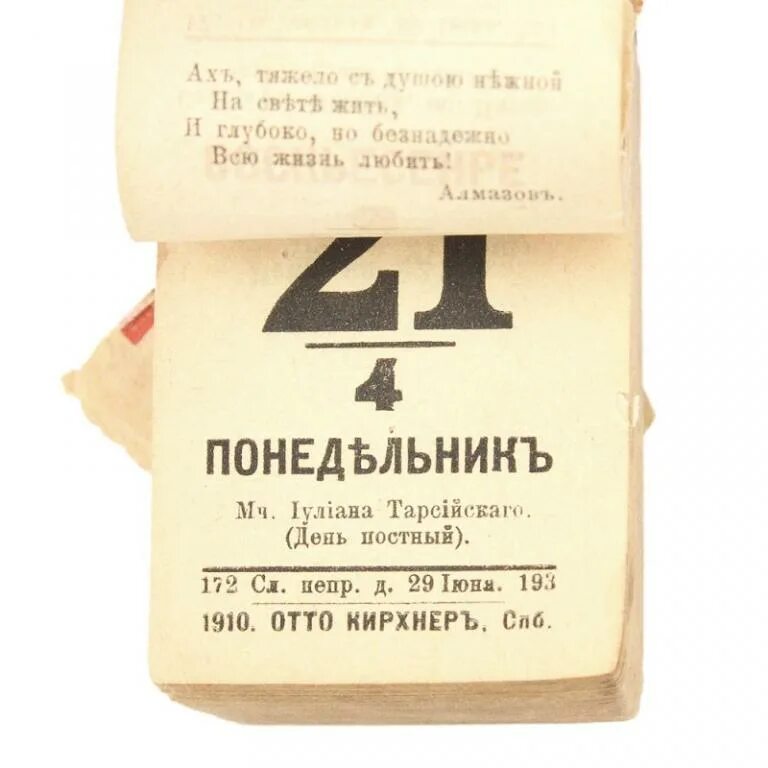 Ахъ, тяжело съ душою нѣжной
На свѣтѣ жить,
И глубоко, но безнадежно
Всю жизнь любить!
Алмазовъ.
21
4
ПОНЕДѢЛЬНИКЪ
Мч. Іуліана Тарсійскаго.
(День постный).
172 Сл. непр. д. 29 Іюня. 193
1910. ОТТО КИРХНЕРЪ, Спб.